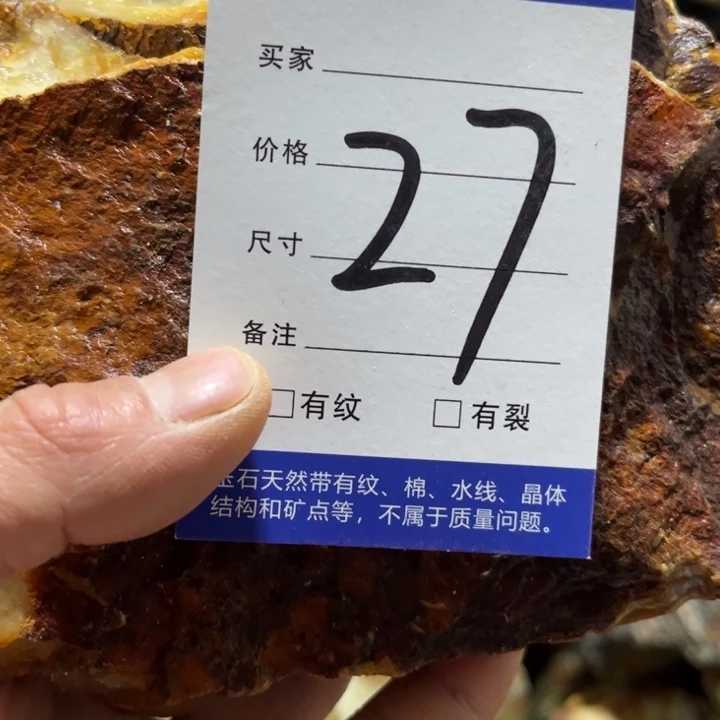 买家
价格
尺寸
27
备注
有纹 有裂
玉石天然带有纹、棉、水线、晶体
结构和矿点等，不属于质量问题。